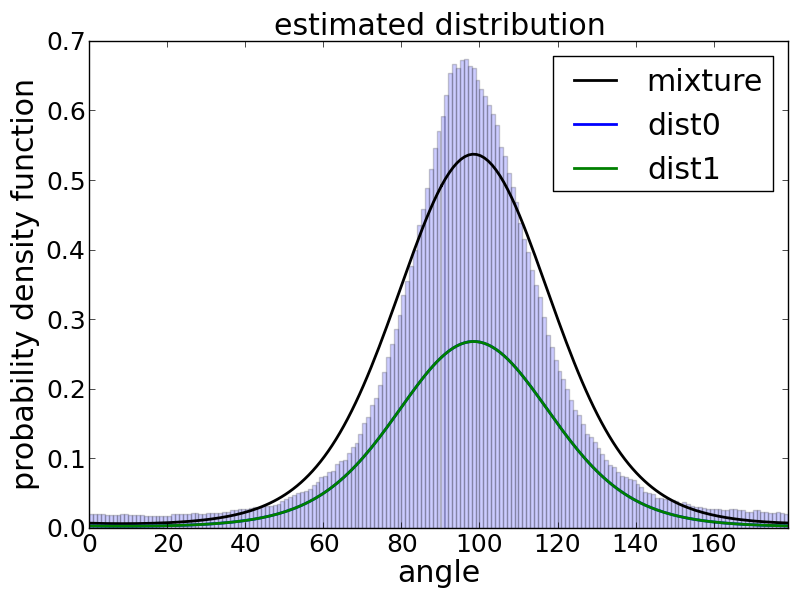 estimated distribution
probability density function
0.7
0.6
0.5
0.4
0.3
0.2
0.1
0.0
mixture
dist0
dist1
0 20 40 60 80 100 120 140 160
angle